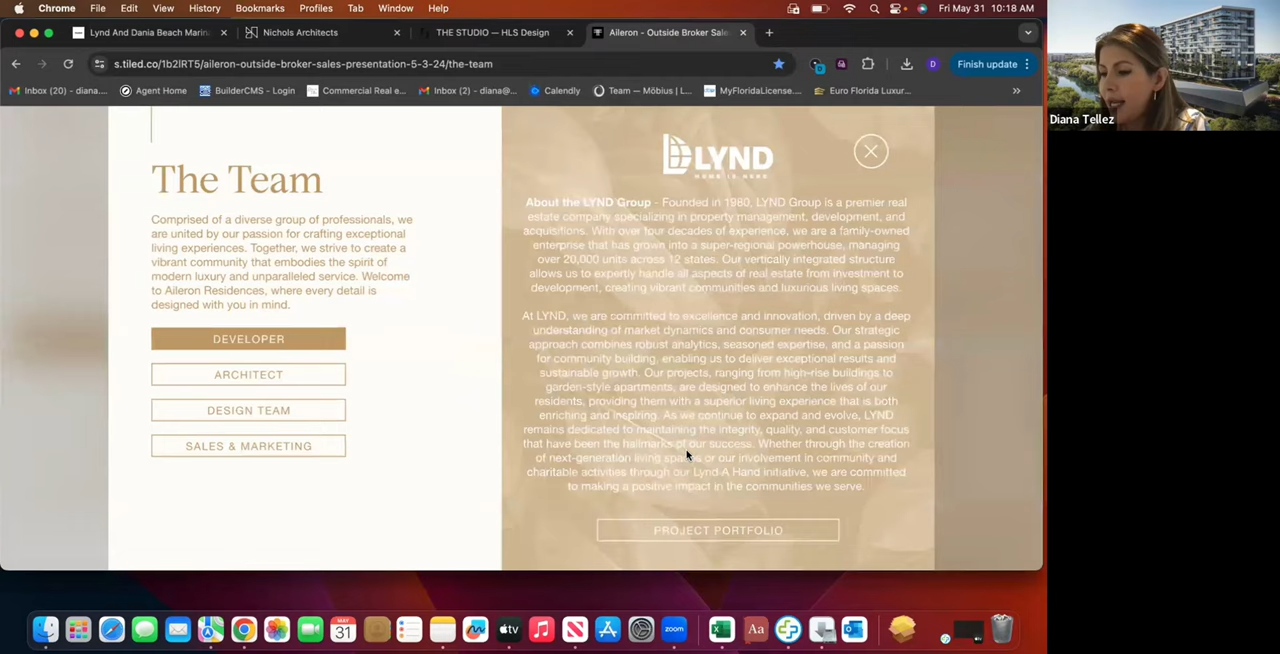 Chrome File Edit View History Bookmarks Profiles Tab Window Help
Fri May 31 10:18 AM
Lynd And Dania Beach Marin
Nichols Architects
THE STUDIO — HLS Design
Aileron - Outside Broker Sale
s.tiled.co/1b2IRT5/aileron-outside-broker-sales-presentation-5-3-24/the-team
D
Finish update
Inbox (20) - diana....
Agent Home
BuilderCMS - Login
Commercial Real e...
Inbox (2) - diana@...
Calendly
Team — Möbius | L...
MyFloridaLicense....
Euro Florida Luxur...
»
The Team
Comprised of a diverse group of professionals, we
are united by our passion for crafting exceptional
living experiences. Together, we strive to create a
vibrant community that embodies the spirit of
modern luxury and unparalleled service. Welcome
to Aileron Residences, where every detail is
designed with you in mind.
DEVELOPER
ARCHITECT
DESIGN TEAM
SALES & MARKETING
LYND
HOME IS HERE
About the LYND Group - Founded in 1980, LYND Group is a premier real
estate company specializing in property management, development, and
acquisitions. With over four decades of experience, we are a family-owned
enterprise that has grown into a super-regional powerhouse, managing
over 20,000 units across 12 states. Our vertically integrated structure
allows us to expertly handle all aspects of real estate from investment to
development, creating vibrant communities and luxurious living spaces.
At LYND, we are committed to excellence and innovation, driven by a deep
understanding of market dynamics and consumer needs. Our strategic
approach combines robust analytics, seasoned expertise, and a passion
for community building, enabling us to deliver exceptional results and
sustainable growth. Our projects, ranging from high-rise buildings to
garden-style apartments, are designed to enhance the lives of our
residents, providing them with a superior living experience that is both
enriching and inspiring. As we continue to expand and evolve, LYND
remains dedicated to maintaining the integrity, quality, and customer focus
that have been the hallmarks of our success. Whether through the creation
of next-generation living spaces or our involvement in community and
charitable activities through our Lynd A Hand initiative, we are committed
to making a positive impact in the communities we serve.
PROJECT PORTFOLIO
Diana Tellez
MAY
31
tv
zoom
Aa